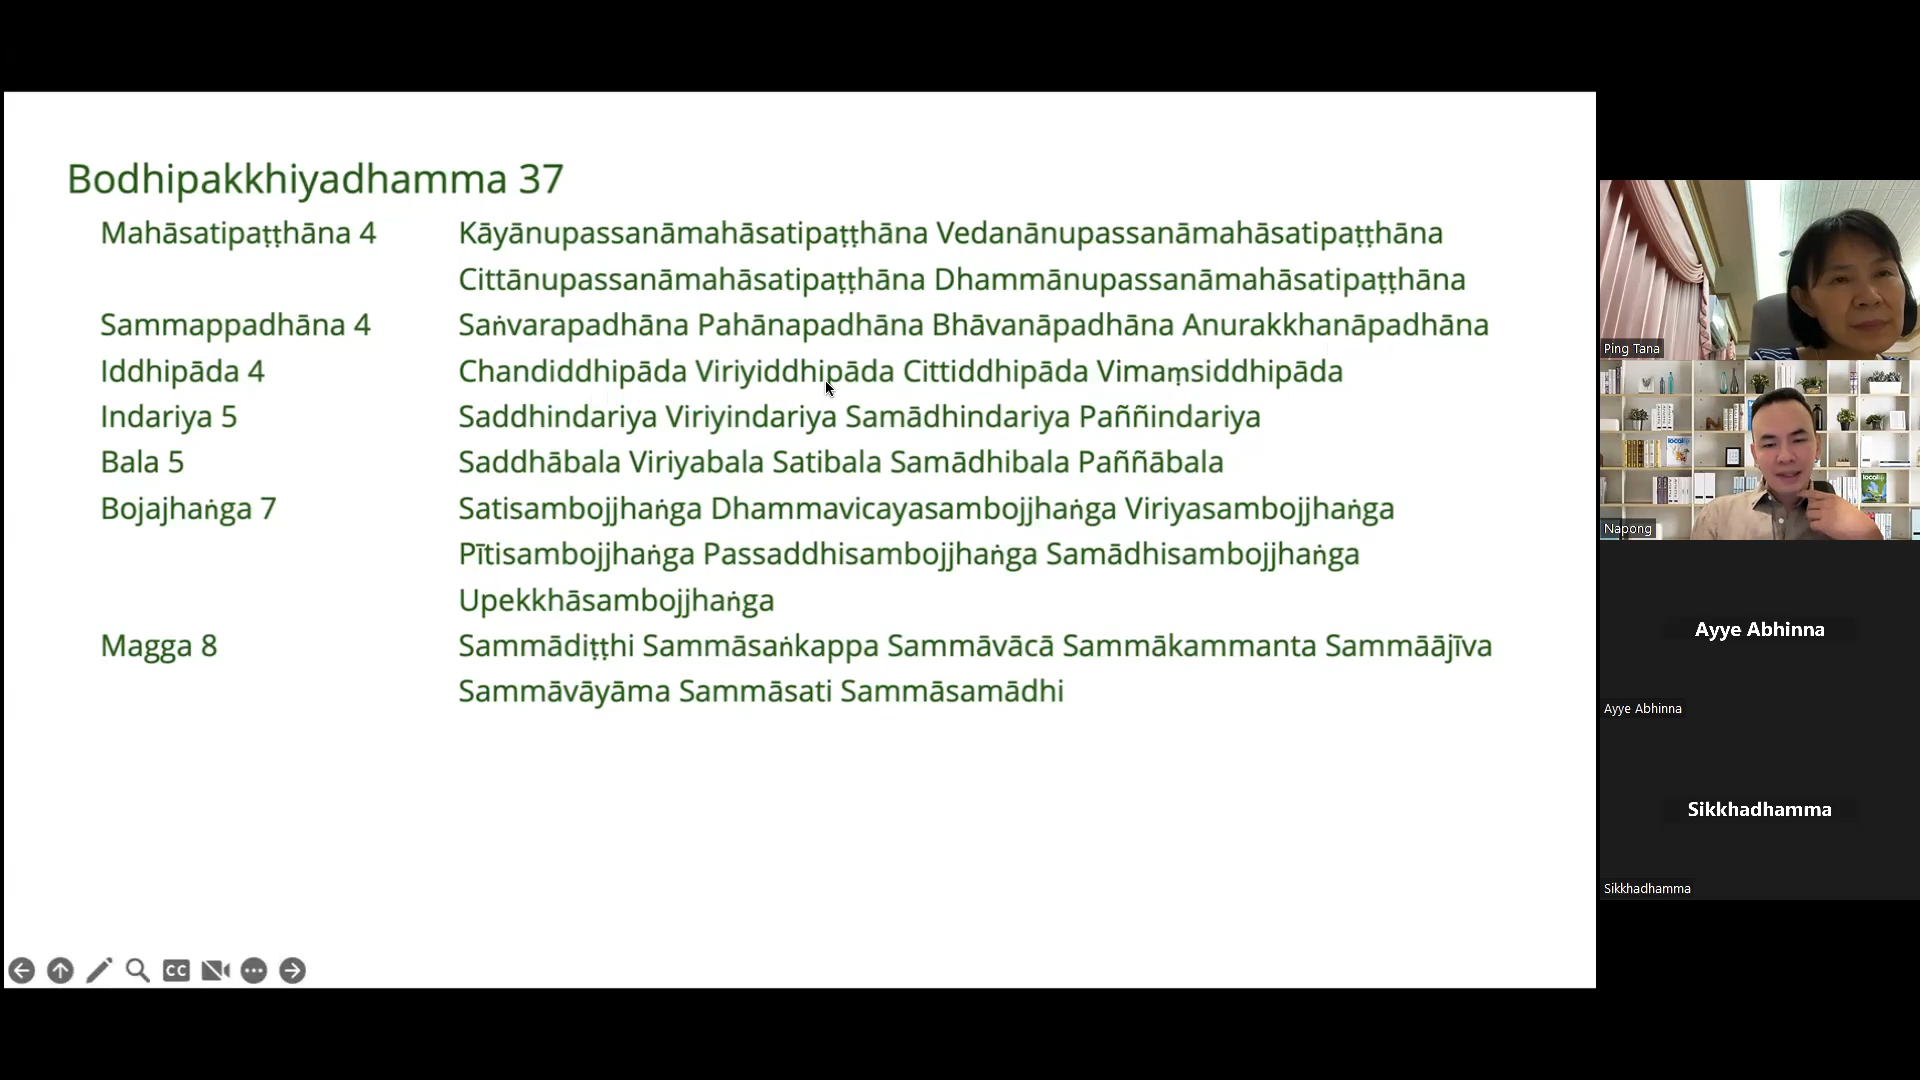 Bodhipakkhiyadhamma 37
Mahāsatipaṭṭhāna 4 Kāyānupassanāmahāsatipaṭṭhāna Vedanānupassanāmahāsatipaṭṭhāna
Cittānupassanāmahāsatipaṭṭhāna Dhammānupassanāmahāsatipaṭṭhāna
Sammappadhāna 4 Saṅvarapadhāna Pahānapadhāna Bhāvanāpadhāna Anurakkhanāpadhāna
Iddhipāda 4 Chandiddhipāda Viriyiddhipāda Cittiddhipāda Vimaṃsiddhipāda
Indariya 5 Saddhindariya Viriyindariya Samādhindariya Paññindariya
Bala 5 Saddhābala Viriyabala Satibala Samādhibala Paññābala
Bojajhaṅga 7 Satisambojjhaṅga Dhammavicayasambojjhaṅga Viriyasambojjhaṅga
Pītisambojjhaṅga Passaddhisambojjhaṅga Samādhisambojjhaṅga
Upekkhāsambojjhaṅga
Magga 8 Sammādiṭṭhi Sammāsaṅkappa Sammāvācā Sammākammanta Sammāājīva
Sammāvāyāma Sammāsati Sammāsamādhi
CC
Ping Tana
local
local
Napong
Ayye Abhinna
Ayye Abhinna
Sikkhadhamma
Sikkhadhamma